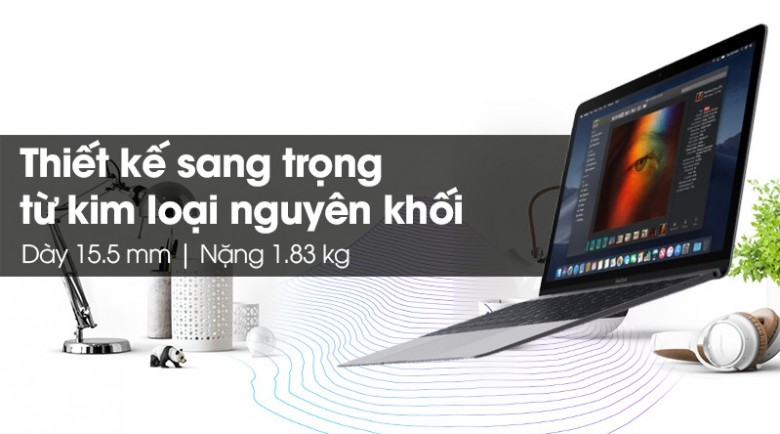 Thiết kế sang trọng
từ kim loại nguyên khối
Dày 15.5 mm | Nặng 1.83 kg